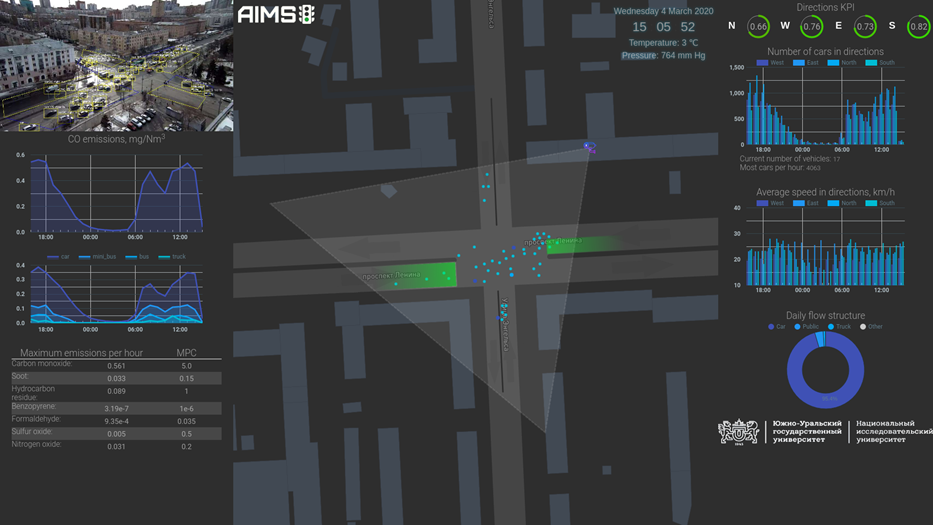 AIMS
Wednesday 4 March 2020
15 05 52
Temperature: 3 °C
Pressure: 764 mm Hg
CO emissions, mg/Nm³
0.6
0.4
0.2
0.0
18:00 00:00 06:00 12:00
car mini_bus bus truck
0.4
0.3
0.2
0.1
0.0
18:00 00:00 06:00 12:00
Maximum emissions per hour MPC
Carbon monoxide: 0.561 5.0
Soot: 0.033 0.15
Hydrocarbon
residue: 0.089 1
Benzopyrene: 3.19e-7 1e-6
Formaldehyde: 9.35e-4 0.035
Sulfur oxide: 0.005 0.5
Nitrogen oxide: 0.031 0.2
проспект Ленина
проспект Ленина
Directions KPI
N 0.66 W 0.76 E 0.73 S 0.82
Number of cars in directions
West East North South
1,500
1,000
500
0
18:00 00:00 06:00 12:00
Current number of vehicles: 17
Most cars per hour: 4063
Average speed in directions, km/h
West East North South
40
30
20
10
18:00 00:00 06:00 12:00
Daily flow structure
Car Public Truck Other
Южно-Уральский
государственный
университет
Национальный
исследовательский
университет